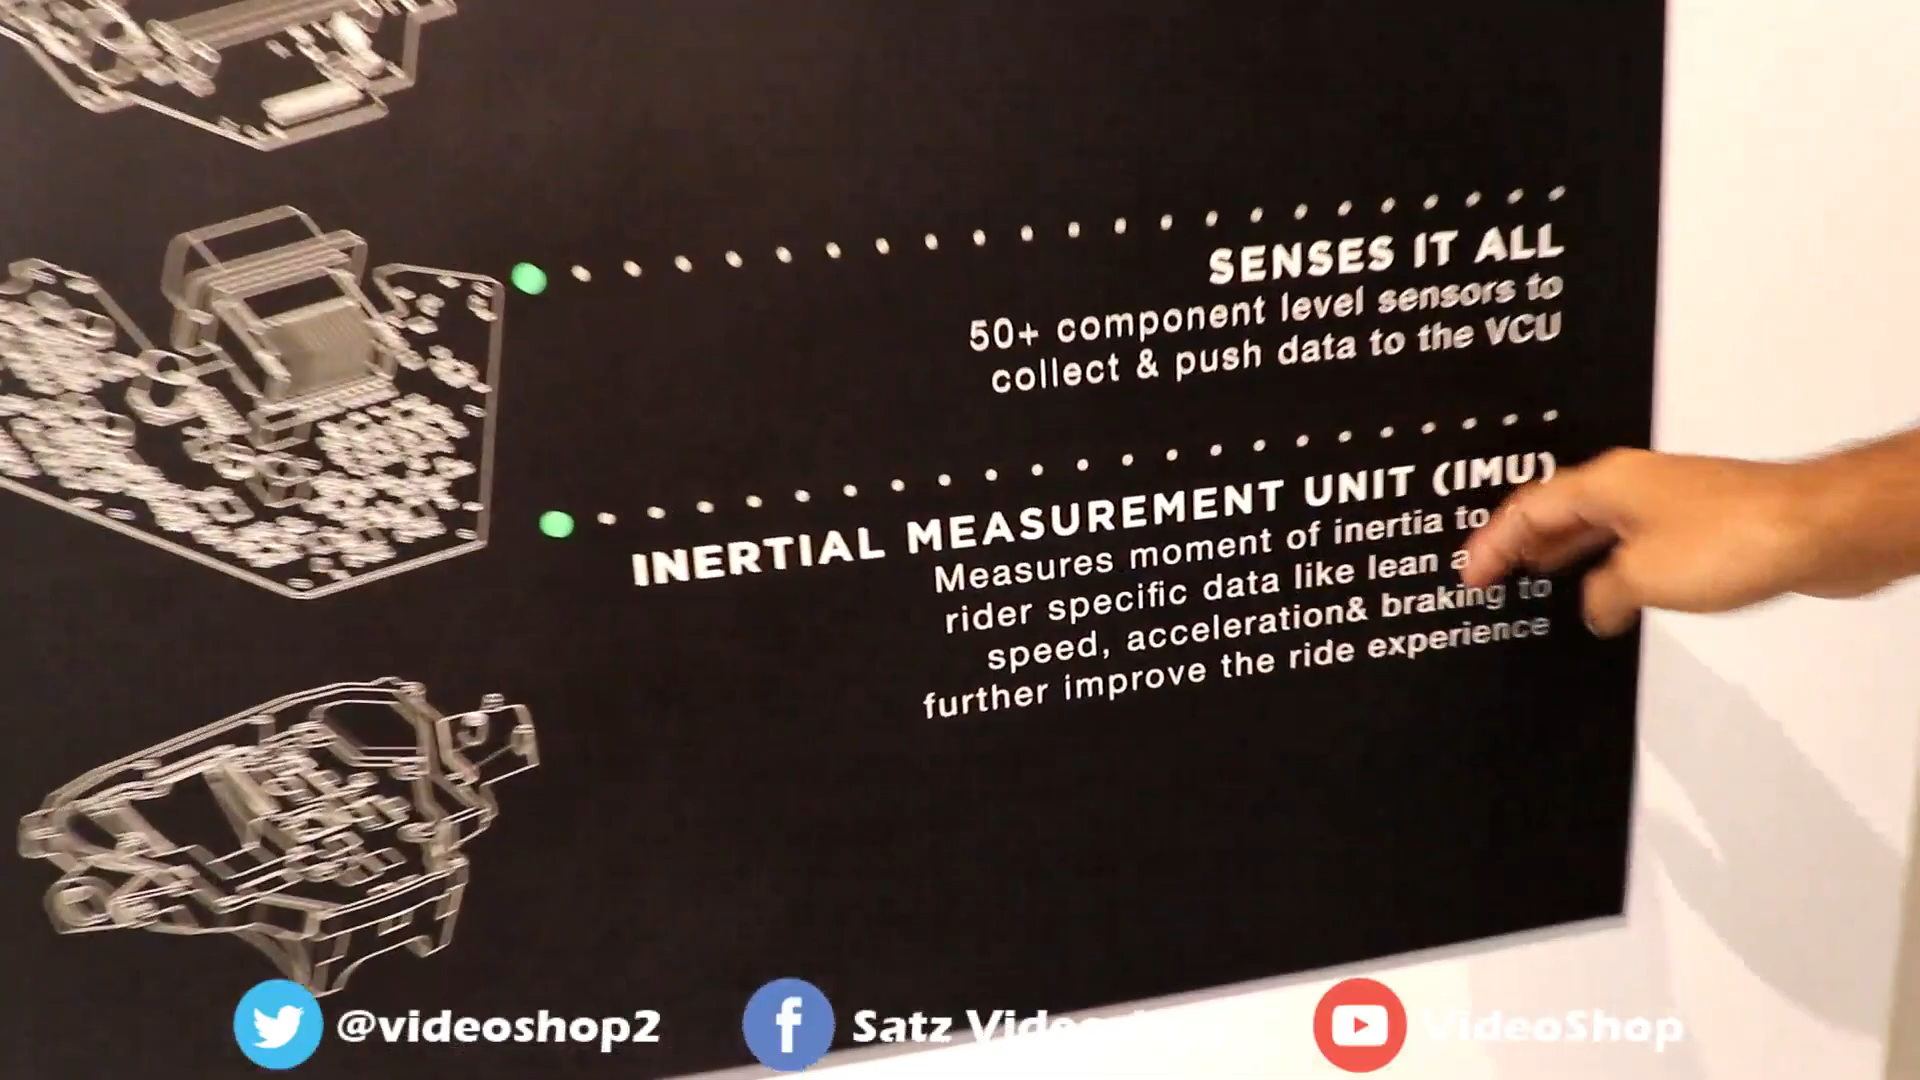 SENSES IT ALL
50+ component level sensors to
collect & push data to the VCU
INERTIAL MEASUREMENT UNIT (IMU)
Measures moment of inertia to
rider specific data like lean
speed, acceleration& braking to
further improve the ride experience
@videoshop2
Satz
VideoShop